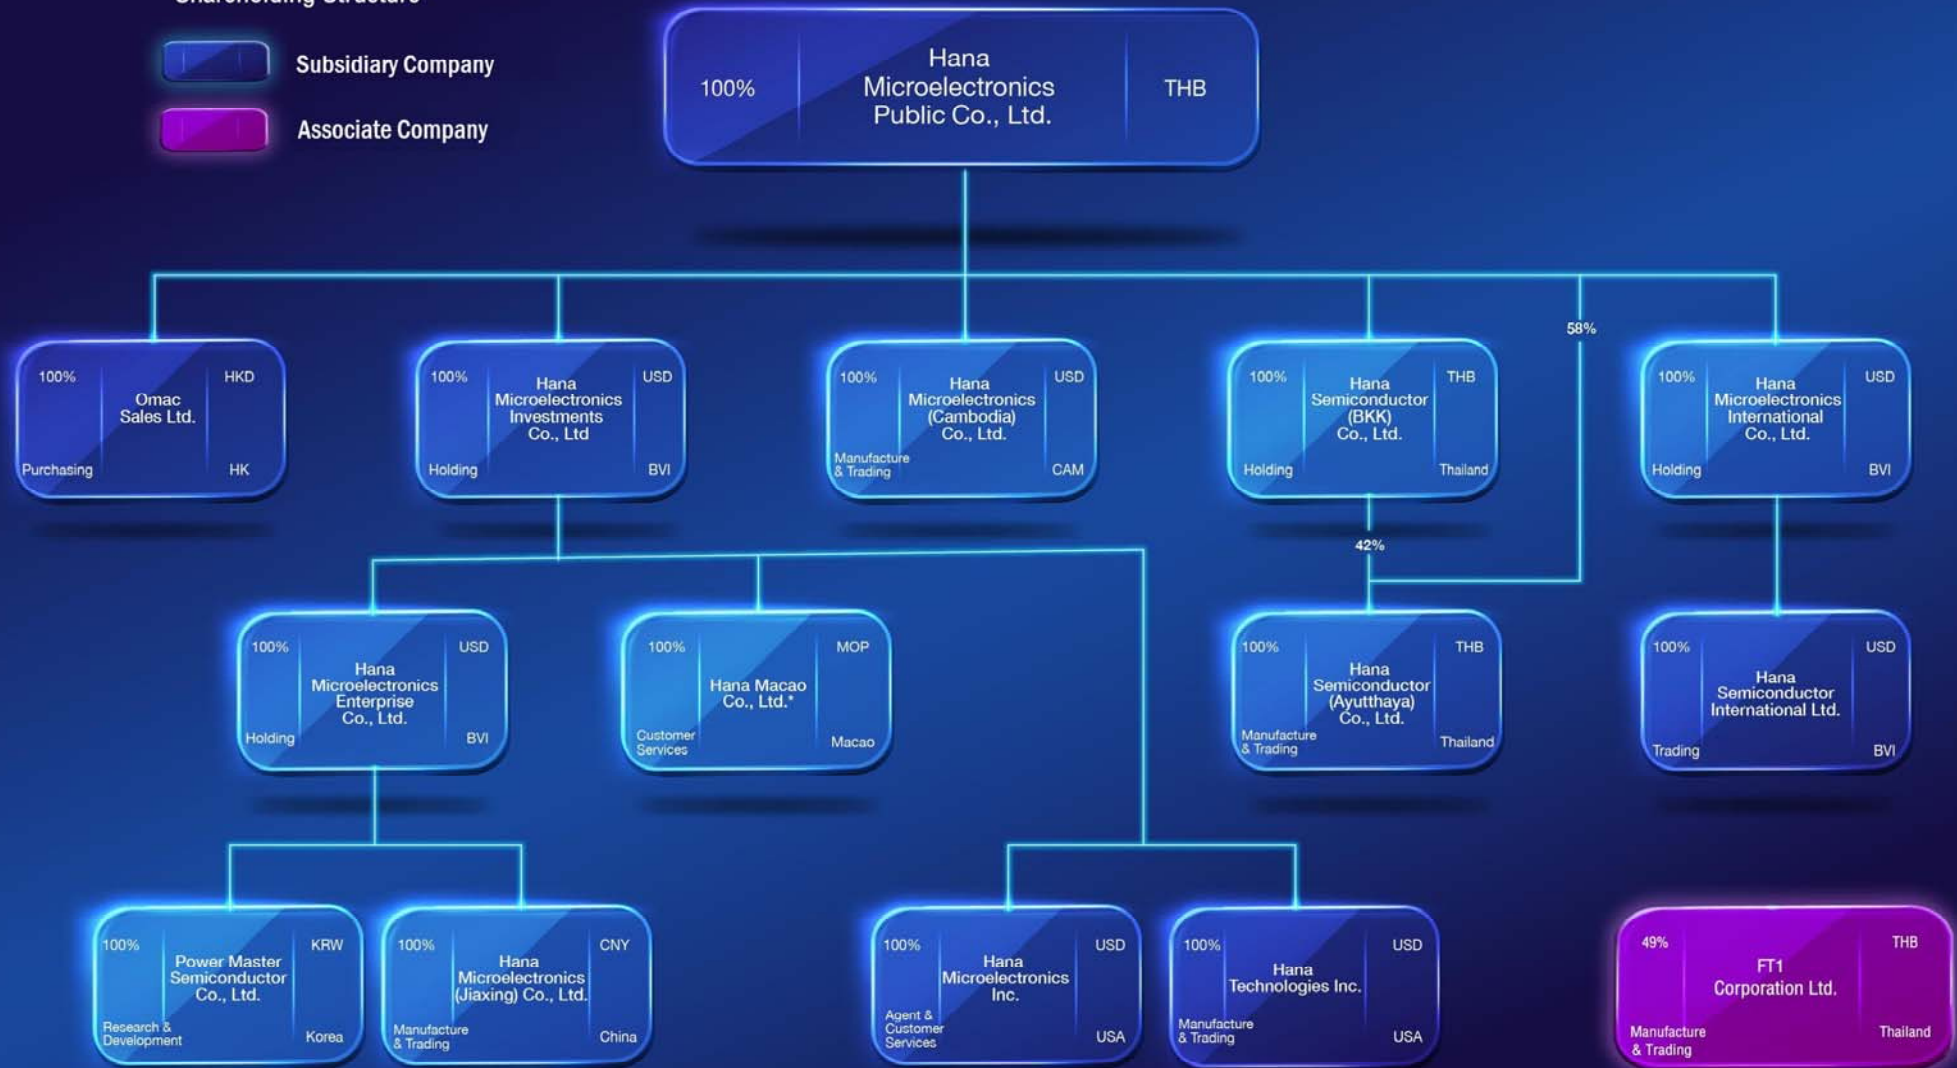 Shareholding Structure
Subsidiary Company
Associate Company
100%
Hana
Microelectronics
Public Co., Ltd.
THB
58%
100%
HKD
Omac
Sales Ltd.
Purchasing
HK
100%
USD
Hana
Microelectronics
Investments
Co., Ltd
Holding
BVI
100%
USD
Hana
Microelectronics
(Cambodia)
Co., Ltd.
Manufacture
& Trading
CAM
100%
THB
Hana
Semiconductor
(BKK)
Co., Ltd.
Holding
Thailand
100%
USD
Hana
Microelectronics
International
Co., Ltd.
Holding
BVI
42%
100%
USD
Hana
Microelectronics
Enterprise
Co., Ltd.
Holding
BVI
100%
MOP
Hana Macao
Co., Ltd.*
Customer
Services
Macao
100%
THB
Hana
Semiconductor
(Ayutthaya)
Co., Ltd.
Manufacture
& Trading
Thailand
100%
USD
Hana
Semiconductor
International Ltd.
Trading
BVI
100%
KRW
Power Master
Semiconductor
Co., Ltd.
Research &
Development
Korea
100%
CNY
Hana
Microelectronics
(Jiaxing) Co., Ltd.
Manufacture
& Trading
China
100%
USD
Hana
Microelectronics
Inc.
Agent &
Customer
Services
USA
100%
USD
Hana
Technologies Inc.
Manufacture
& Trading
USA
49%
THB
FT1
Corporation Ltd.
Manufacture
& Trading
Thailand